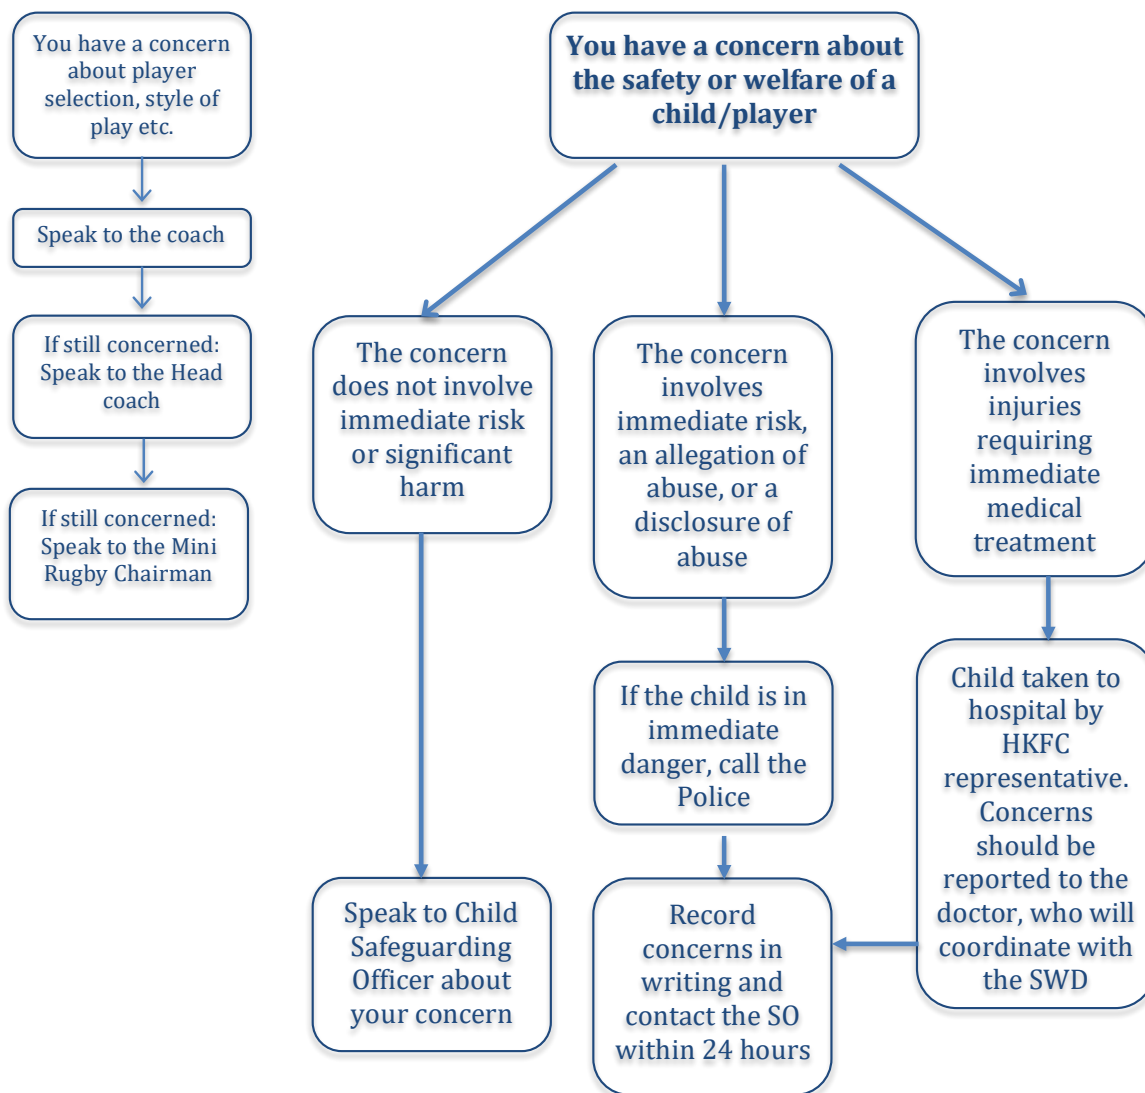 You have a concern
about player
selection, style of
play etc.
Speak to the coach
If still concerned:
Speak to the Head
coach
If still concerned:
Speak to the Mini
Rugby Chairman
You have a concern about
the safety or welfare of a
child/player
The concern
does not involve
immediate risk
or significant
harm
Speak to Child
Safeguarding
Officer about
your concern
The concern
involves
immediate risk,
an allegation of
abuse, or a
disclosure of
abuse
If the child is in
immediate
danger, call the
Police
Record
concerns in
writing and
contact the SO
within 24 hours
The concern
involves
injuries
requiring
immediate
medical
treatment
Child taken to
hospital by
HKFC
representative.
Concerns
should be
reported to the
doctor, who will
coordinate with
the SWD